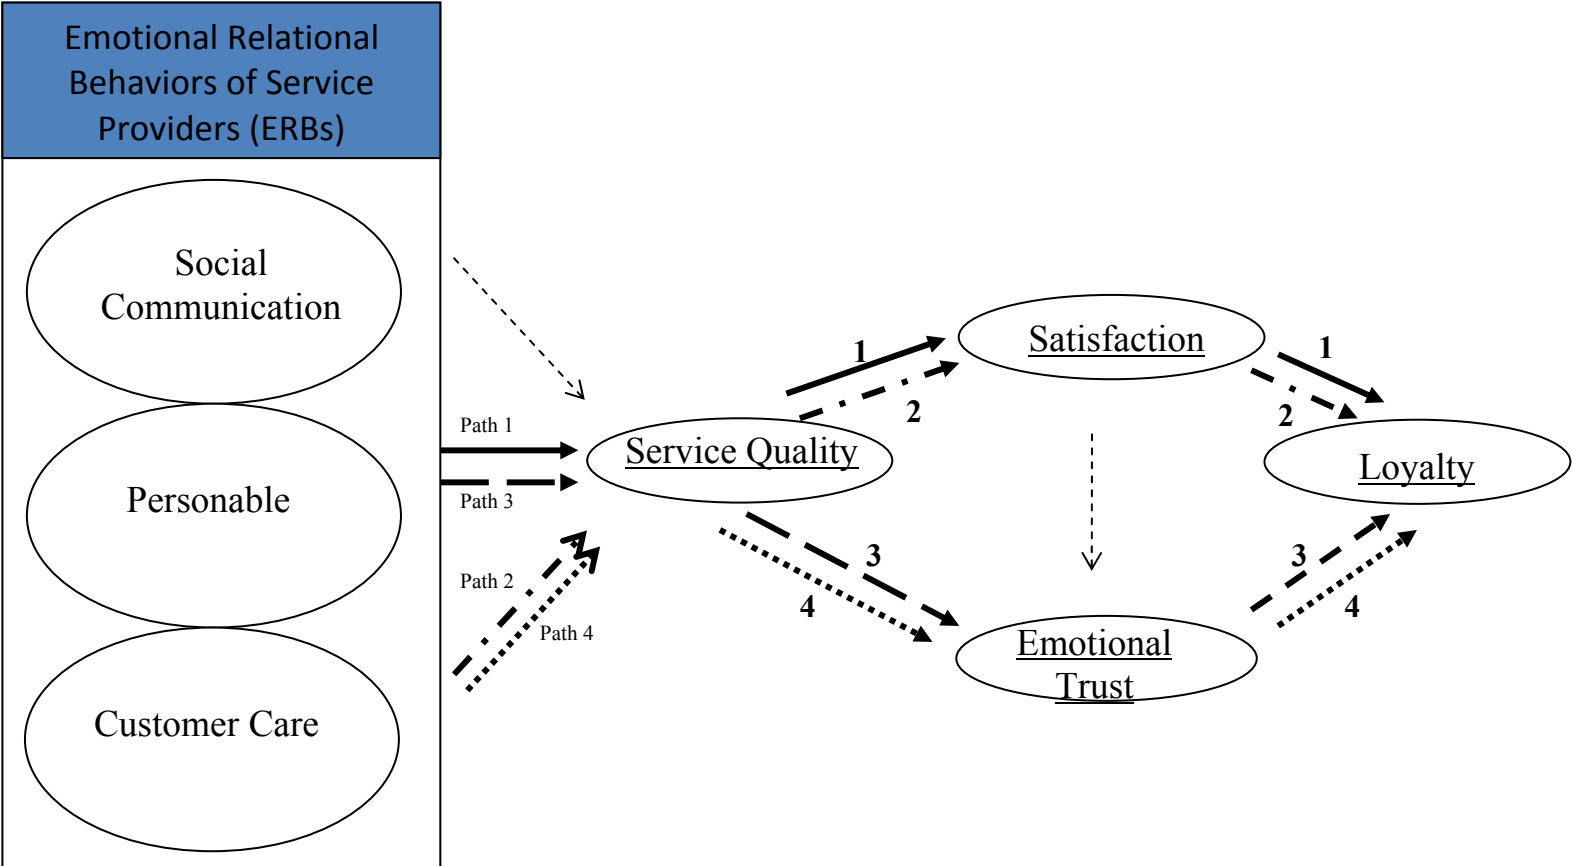 Emotional Relational
Behaviors of Service
Providers (ERBs)
Social
Communication
Personable
Customer Care
Path 1
Path 3
Path 2
Path 4
Service Quality
1
2
3
4
Satisfaction
Emotional
Trust
1
2
3
4
Loyalty